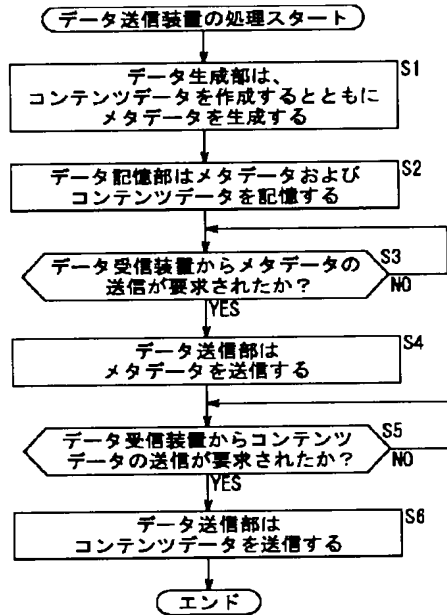 データ送信装置の処理スタート
S1
データ生成部は、
コンテンツデータを作成するとともに
メタデータを生成する
S2
データ記憶部はメタデータおよび
コンテンツデータを記憶する
S3
データ受信装置からメタデータの
送信が要求されたか?
NO
YES
S4
データ送信部は
メタデータを送信する
S5
データ受信装置からコンテンツ
データの送信が要求されたか?
NO
YES
S6
データ送信部は
コンテンツデータを送信する
エンド